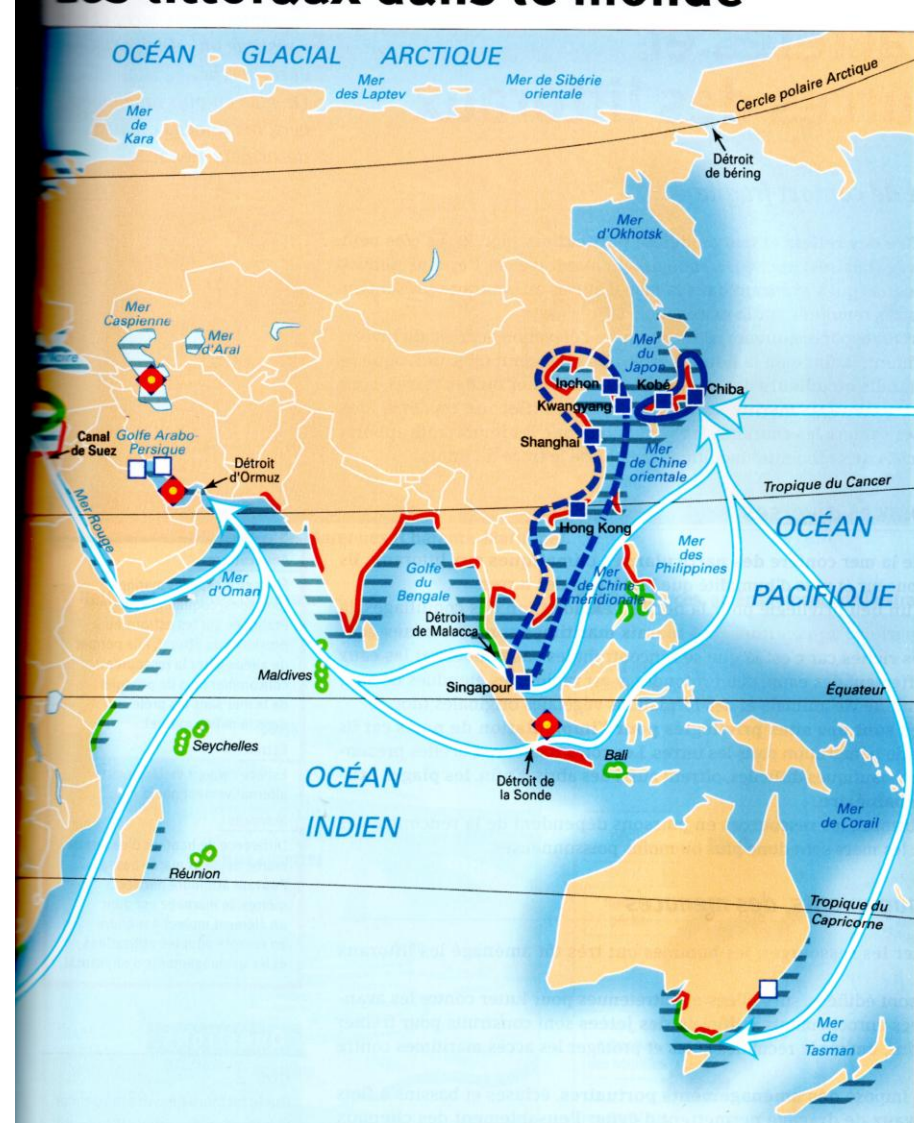 Les littoraux dans le monde
OCÉAN GLACIAL ARCTIQUE
Mer
des Laptev
Mer de Sibérie
orientale
Cercle polaire Arctique
Mer
de
Kara
Détroit
de béring
Mer
d'Okhotsk
Mer
Caspienne
Mer
d'Aral
Mer
du
Japon
Inchon
Kobé
Chiba
Kwangyang
Shanghai
Canal
de Suez
Golfe Arabo-
Persique
Détroit
d'Ormuz
Mer
de Chine
orientale
Tropique du Cancer
Mer Rouge
Hong Kong
OCÉAN
PACIFIQUE
Mer
des
Philippines
Mer
d'Oman
Golfe
du
Bengale
Mer
de Chine
méridionale
Détroit
de Malacca
Maldives
Singapour
Équateur
Seychelles
Bali
OCÉAN
INDIEN
Détroit de
la Sonde
Mer
de Corail
Réunion
Tropique du
Capricorne
Mer
de
Tasman